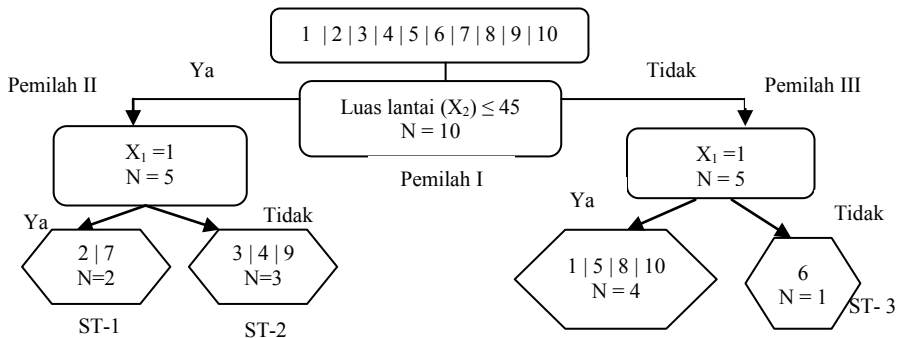 1 | 2 | 3 | 4 | 5 | 6 | 7 | 8 | 9 | 10
Ya
Tidak
Pemilah II
Pemilah III
Luas lantai (X₂) ≤ 45
N = 10
Pemilah I
X₁ =1
N = 5
X₁ =1
N = 5
Ya
Tidak
Ya
Tidak
2 | 7
N=2
3 | 4 | 9
N=3
1 | 5 | 8 | 10
N = 4
6
N = 1
ST-1
ST-2
ST- 3